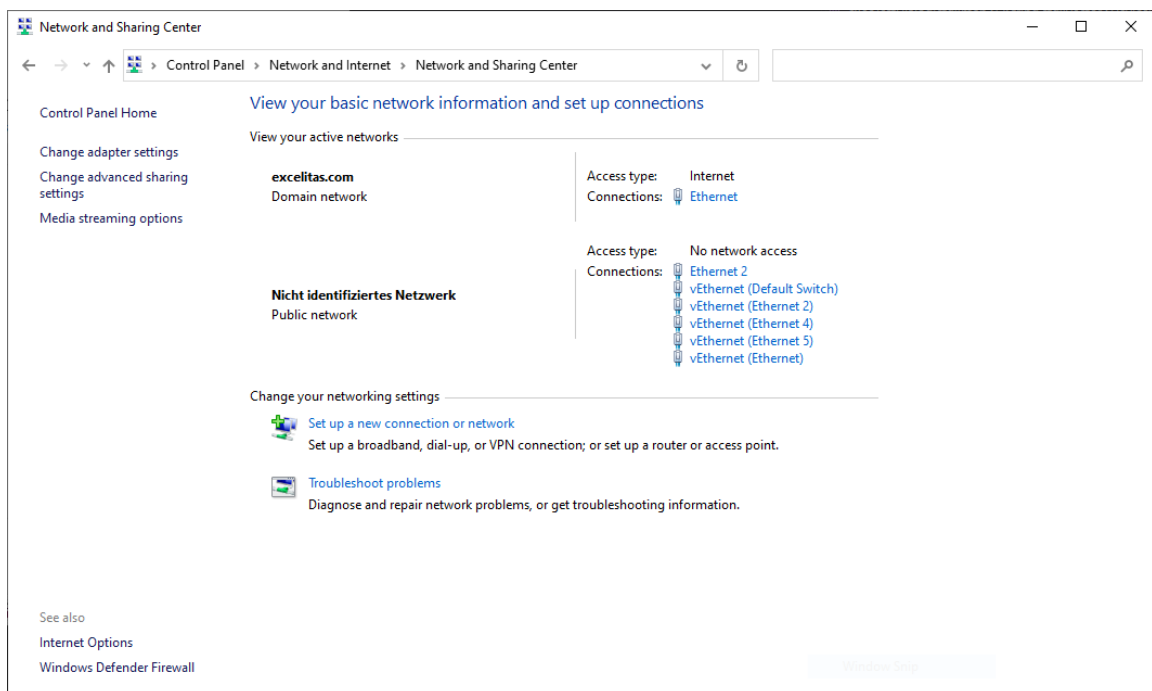 Network and Sharing Center
Control Panel > Network and Internet > Network and Sharing Center
Control Panel Home
Change adapter settings
Change advanced sharing
settings
Media streaming options
See also
Internet Options
Windows Defender Firewall
View your basic network information and set up connections
View your active networks
excelitas.com
Domain network
Access type: Internet
Connections: Ethernet
Nicht identifiziertes Netzwerk
Public network
Access type: No network access
Connections: Ethernet 2
vEthernet (Default Switch)
vEthernet (Ethernet 2)
vEthernet (Ethernet 4)
vEthernet (Ethernet 5)
vEthernet (Ethernet)
Change your networking settings
Set up a new connection or network
Set up a broadband, dial-up, or VPN connection; or set up a router or access point.
Troubleshoot problems
Diagnose and repair network problems, or get troubleshooting information.
Window Snip